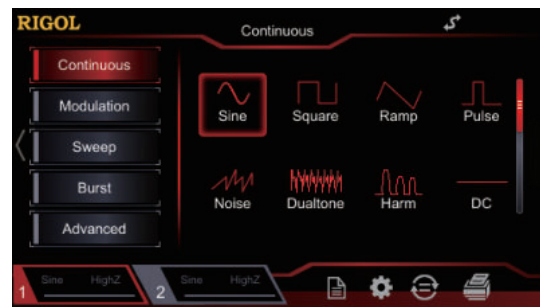 RIGOL
Continuous
Continuous
Modulation
Sweep
Burst
Advanced
Sine
Square
Ramp
Pulse
Noise
Dualtone
Harm
DC
1
Sine
HighZ
2
Sine
HighZ